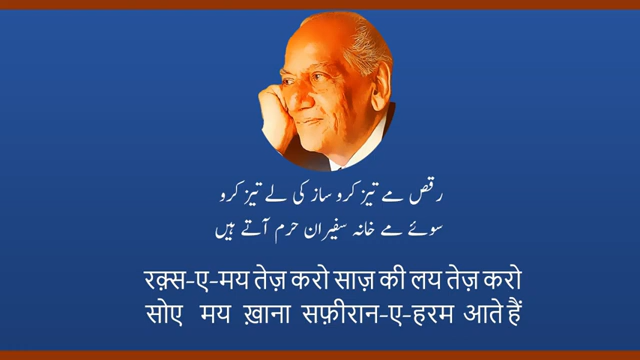 رقص مے تیز کرو ساز کی لے تیز کرو
سوئے مے خانہ سفیران حرم آتے ہیں
रक़्स-ए-मय तेज़ करो साज़ की लय तेज़ करो
सोए मय ख़ाना सफ़ीरान-ए-हरम आते हैं